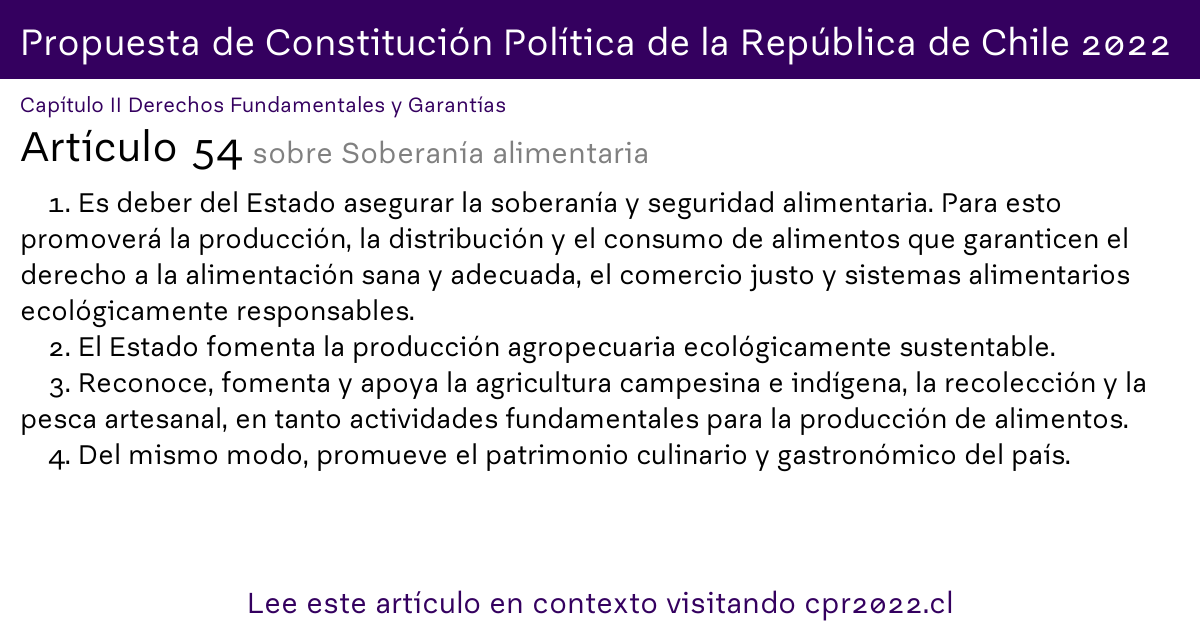 Propuesta de Constitución Política de la República de Chile 2022
Capítulo II Derechos Fundamentales y Garantías
Artículo 54 sobre Soberanía alimentaria
1. Es deber del Estado asegurar la soberanía y seguridad alimentaria. Para esto
promoverá la producción, la distribución y el consumo de alimentos que garanticen el
derecho a la alimentación sana y adecuada, el comercio justo y sistemas alimentarios
ecológicamente responsables.
2. El Estado fomenta la producción agropecuaria ecológicamente sustentable.
3. Reconoce, fomenta y apoya la agricultura campesina e indígena, la recolección y la
pesca artesanal, en tanto actividades fundamentales para la producción de alimentos.
4. Del mismo modo, promueve el patrimonio culinario y gastronómico del país.
Lee este artículo en contexto visitando cpr2022.cl